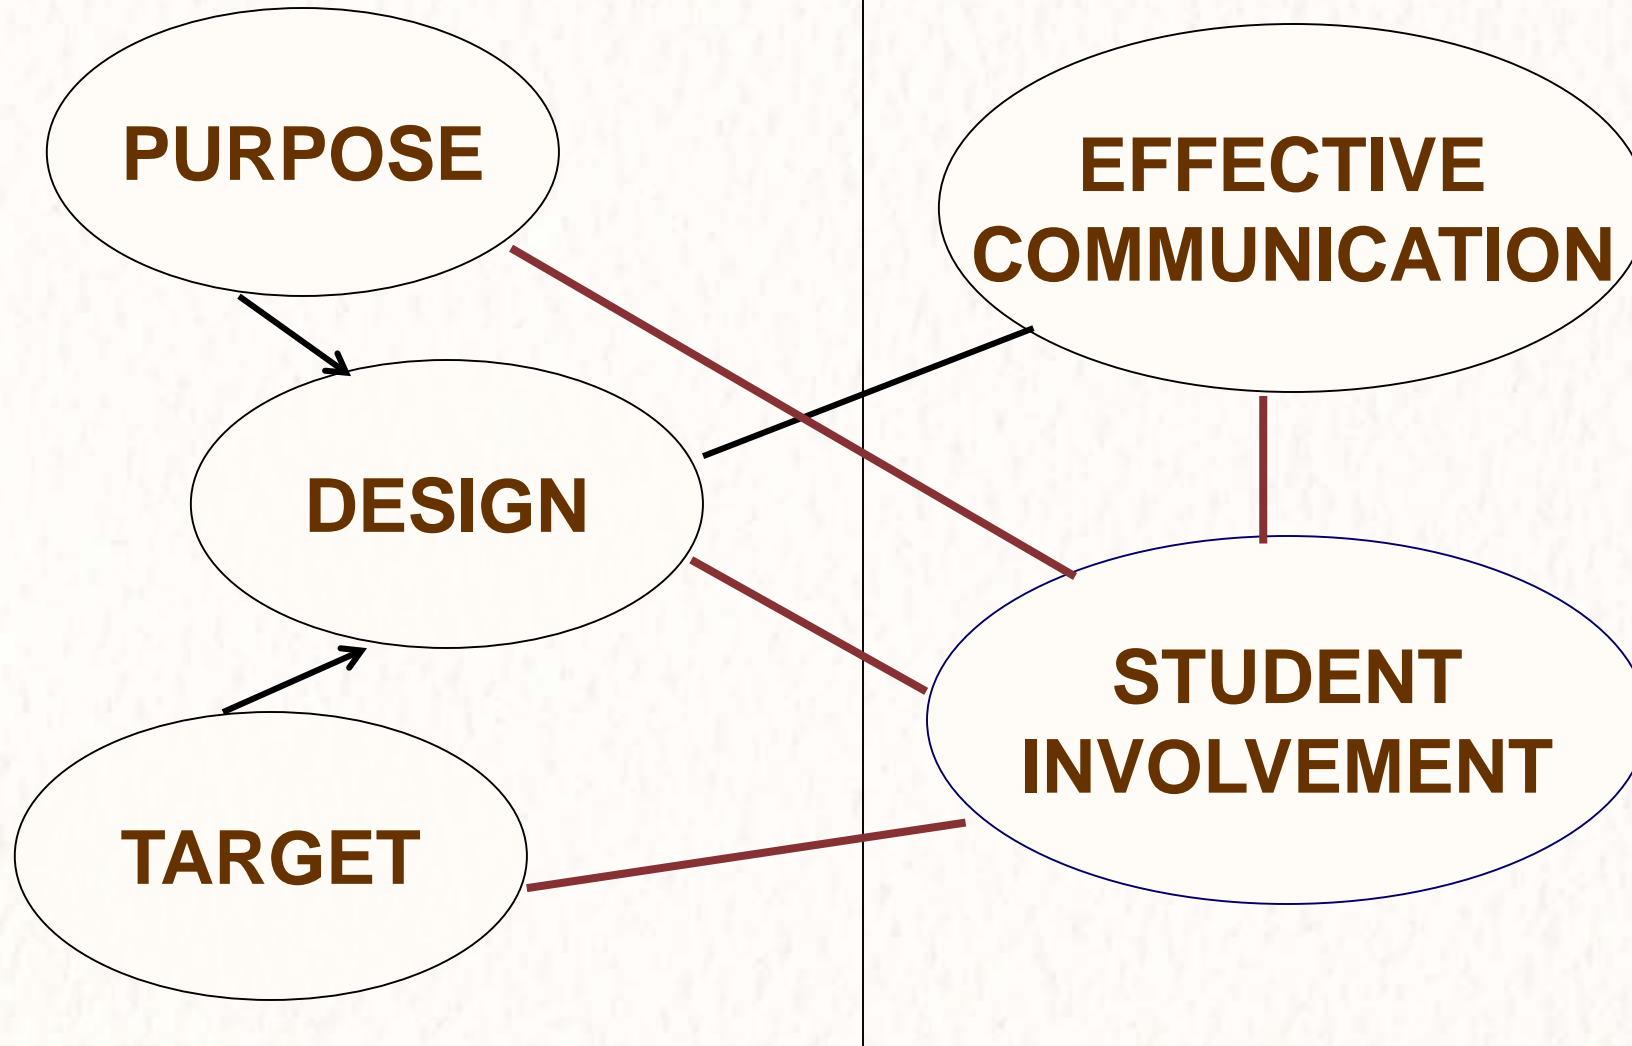 PURPOSE
DESIGN
TARGET
EFFECTIVE
COMMUNICATION
STUDENT
INVOLVEMENT